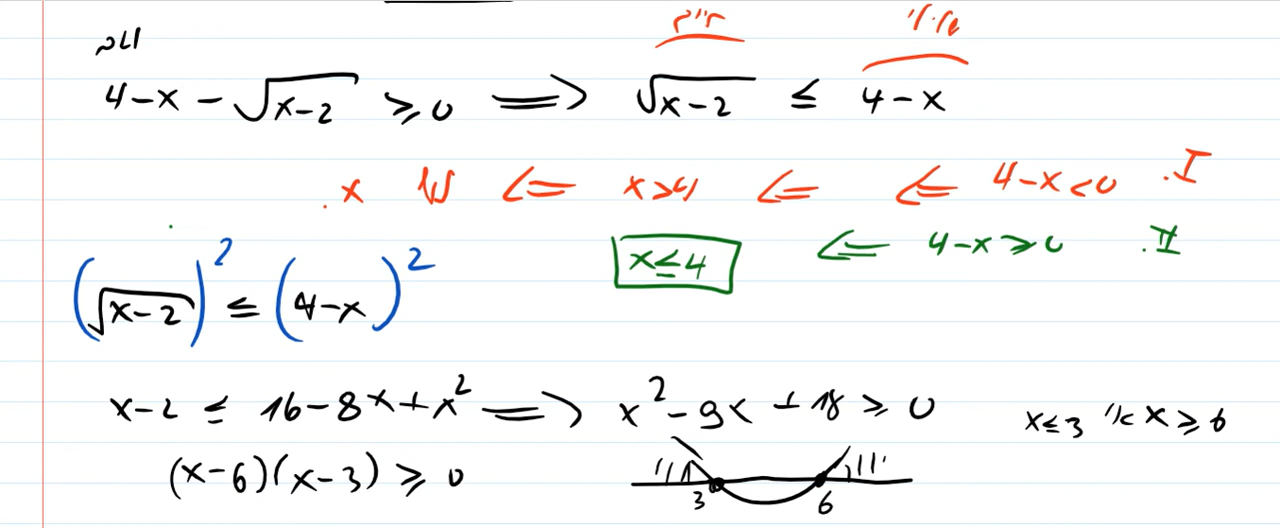 4-x - √(x-2) ≥ 0 ⟹ √(x-2) ≤ 4-x
.x ⟸ x>4 ⟸ ⟸ 4-x<0 .I
x≤4 ⟸ 4-x≥0 .II
(√(x-2))² ≤ (4-x)²
x-2 ≤ 16-8x+x² ⟹ x²-9x+18 ≥ 0
x≤3 או x≥6
(x-6)(x-3) ≥ 0
3 6